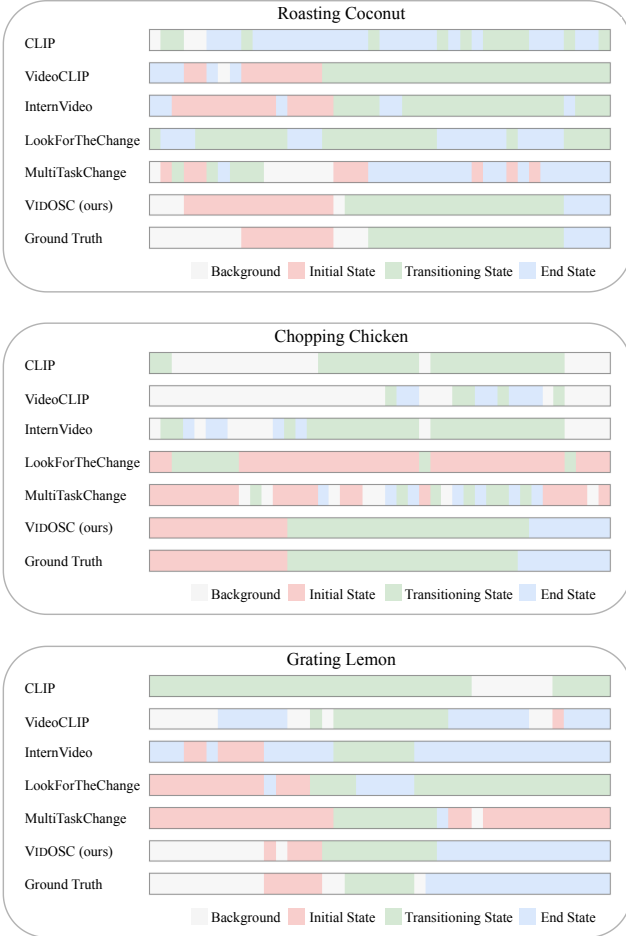 Roasting Coconut
CLIP
VideoCLIP
InternVideo
LookForTheChange
MultiTaskChange
VIDOSC (ours)
Ground Truth
Background Initial State Transitioning State End State
Chopping Chicken
CLIP
VideoCLIP
InternVideo
LookForTheChange
MultiTaskChange
VIDOSC (ours)
Ground Truth
Background Initial State Transitioning State End State
Grating Lemon
CLIP
VideoCLIP
InternVideo
LookForTheChange
MultiTaskChange
VIDOSC (ours)
Ground Truth
Background Initial State Transitioning State End State